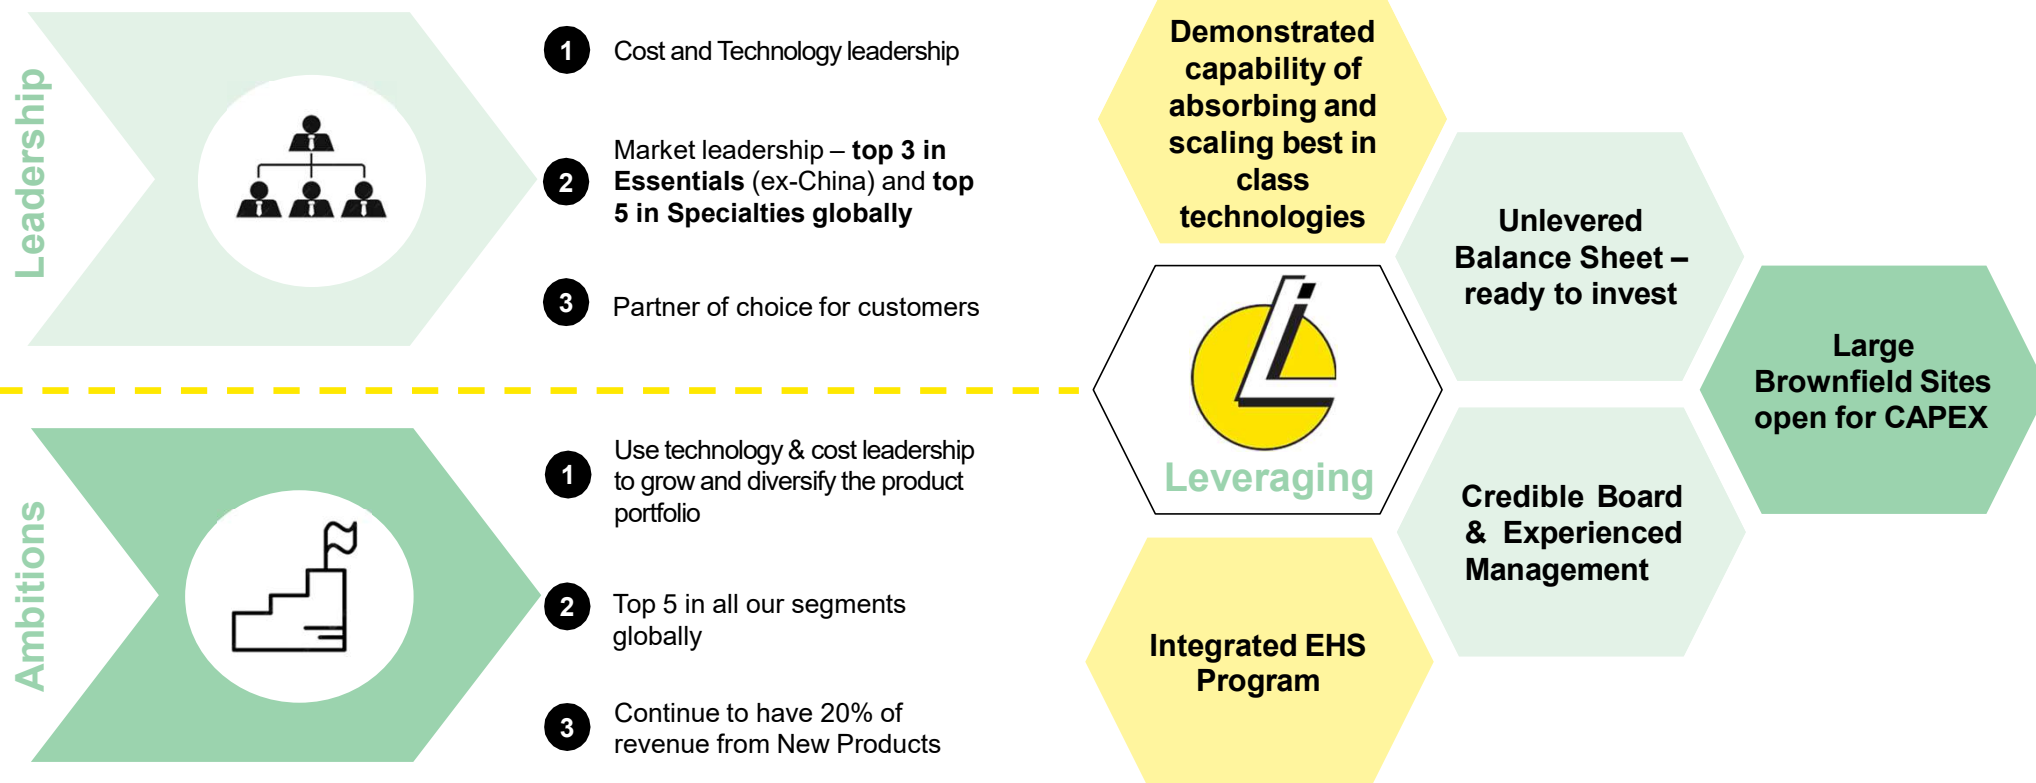 Leadership
1
Cost and Technology leadership
2
Market leadership – top 3 in
Essentials (ex-China) and top
5 in Specialties globally
3
Partner of choice for customers
Ambitions
1
Use technology & cost leadership
to grow and diversify the product
portfolio
2
Top 5 in all our segments
globally
3
Continue to have 20% of
revenue from New Products
Demonstrated
capability of
absorbing and
scaling best in
class
technologies
Unlevered
Balance Sheet –
ready to invest
Large
Brownfield Sites
open for CAPEX
Leveraging
Credible Board
& Experienced
Management
Integrated EHS
Program